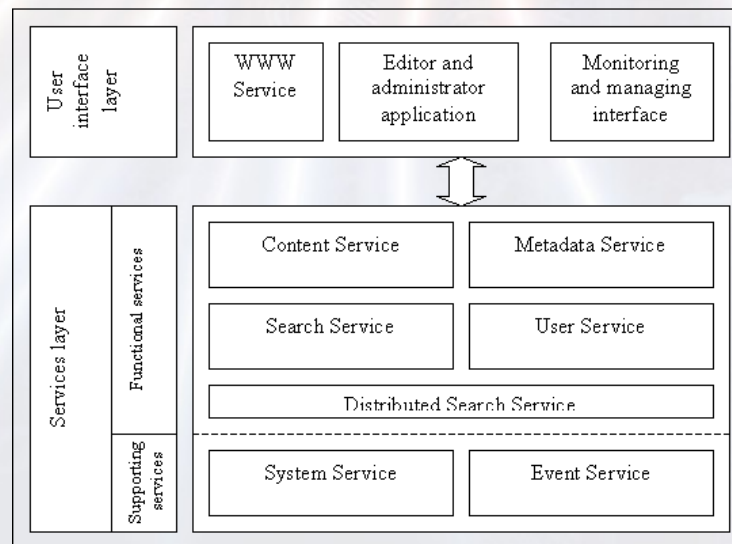 User
interface
layer
WWW
Service
Editor and
administrator
application
Monitoring
and managing
interface
Services layer
Functional services
Content Service
Metadata Service
Search Service
User Service
Distributed Search Service
Supporting
services
System Service
Event Service